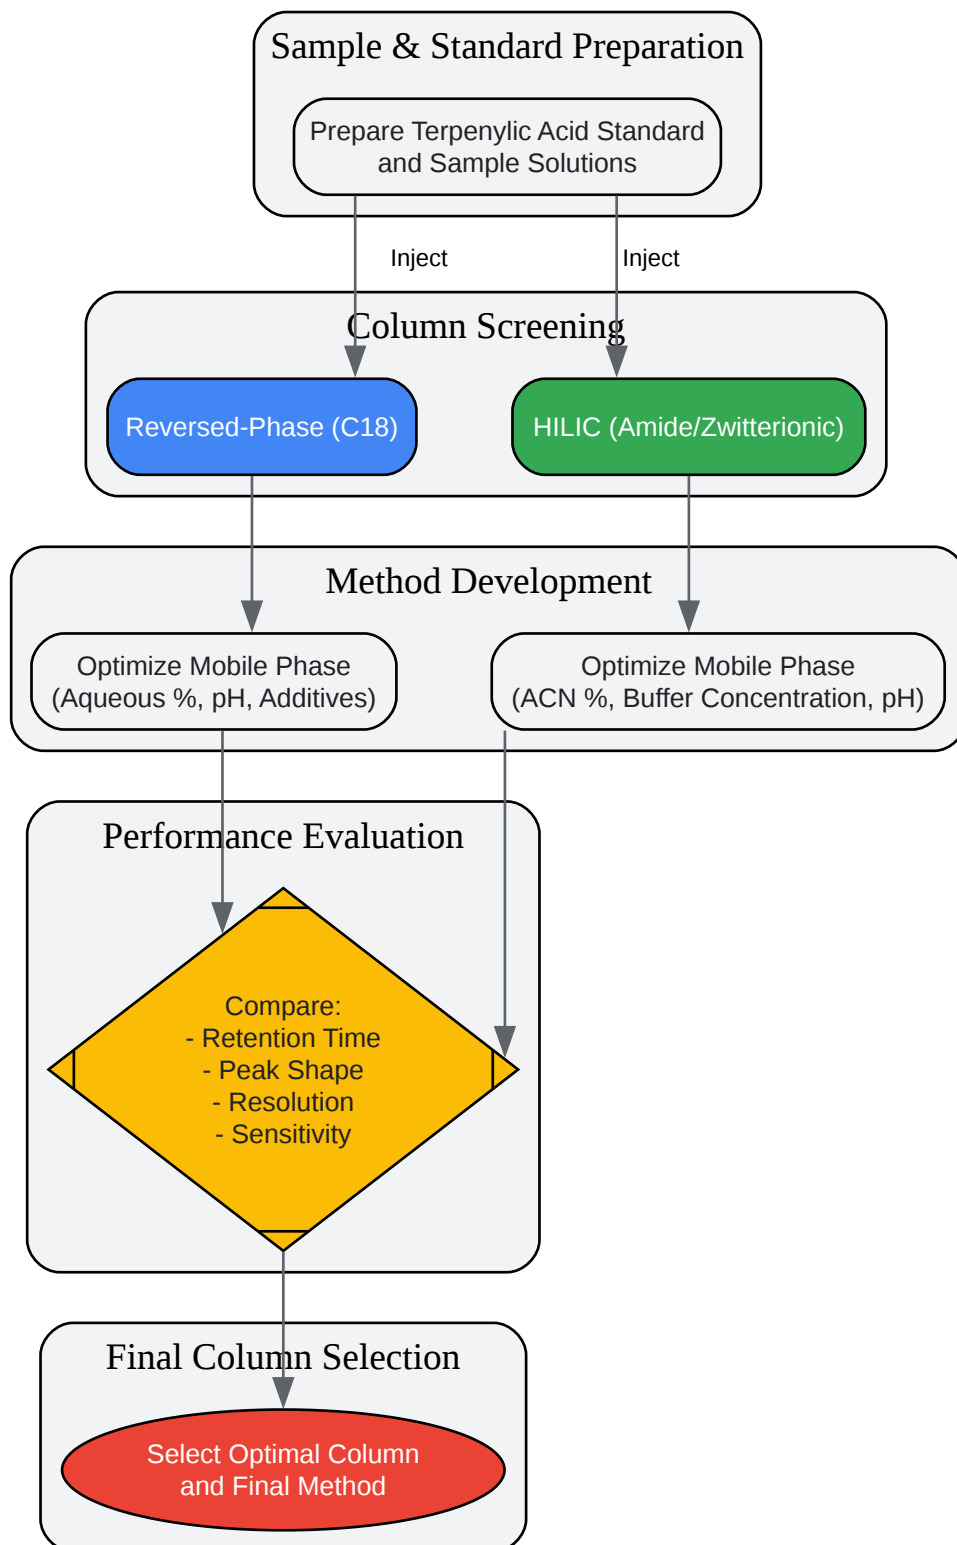 Sample & Standard Preparation
Prepare Terpenylic Acid Standard
and Sample Solutions
Inject
Inject
Column Screening
Reversed-Phase (C18)
HILIC (Amide/Zwitterionic)
Method Development
Optimize Mobile Phase
(Aqueous %, pH, Additives)
Optimize Mobile Phase
(ACN %, Buffer Concentration, pH)
Performance Evaluation
Compare:
- Retention Time
- Peak Shape
- Resolution
- Sensitivity
Final Column Selection
Select Optimal Column
and Final Method